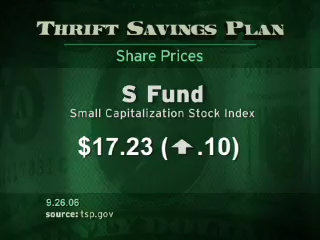 THRIFT SAVINGS PLAN
Share Prices
S Fund
Small Capitalization Stock Index
$17.23 (↑ .10)
9.26.06
source: tsp.gov